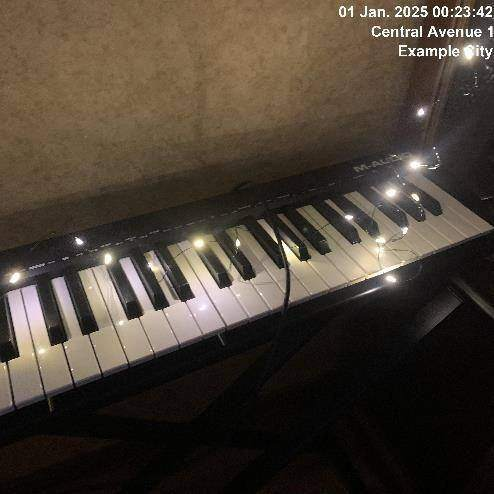 01 Jan. 2025 00:23:42
Central Avenue 1
Example City
M-AUDIO